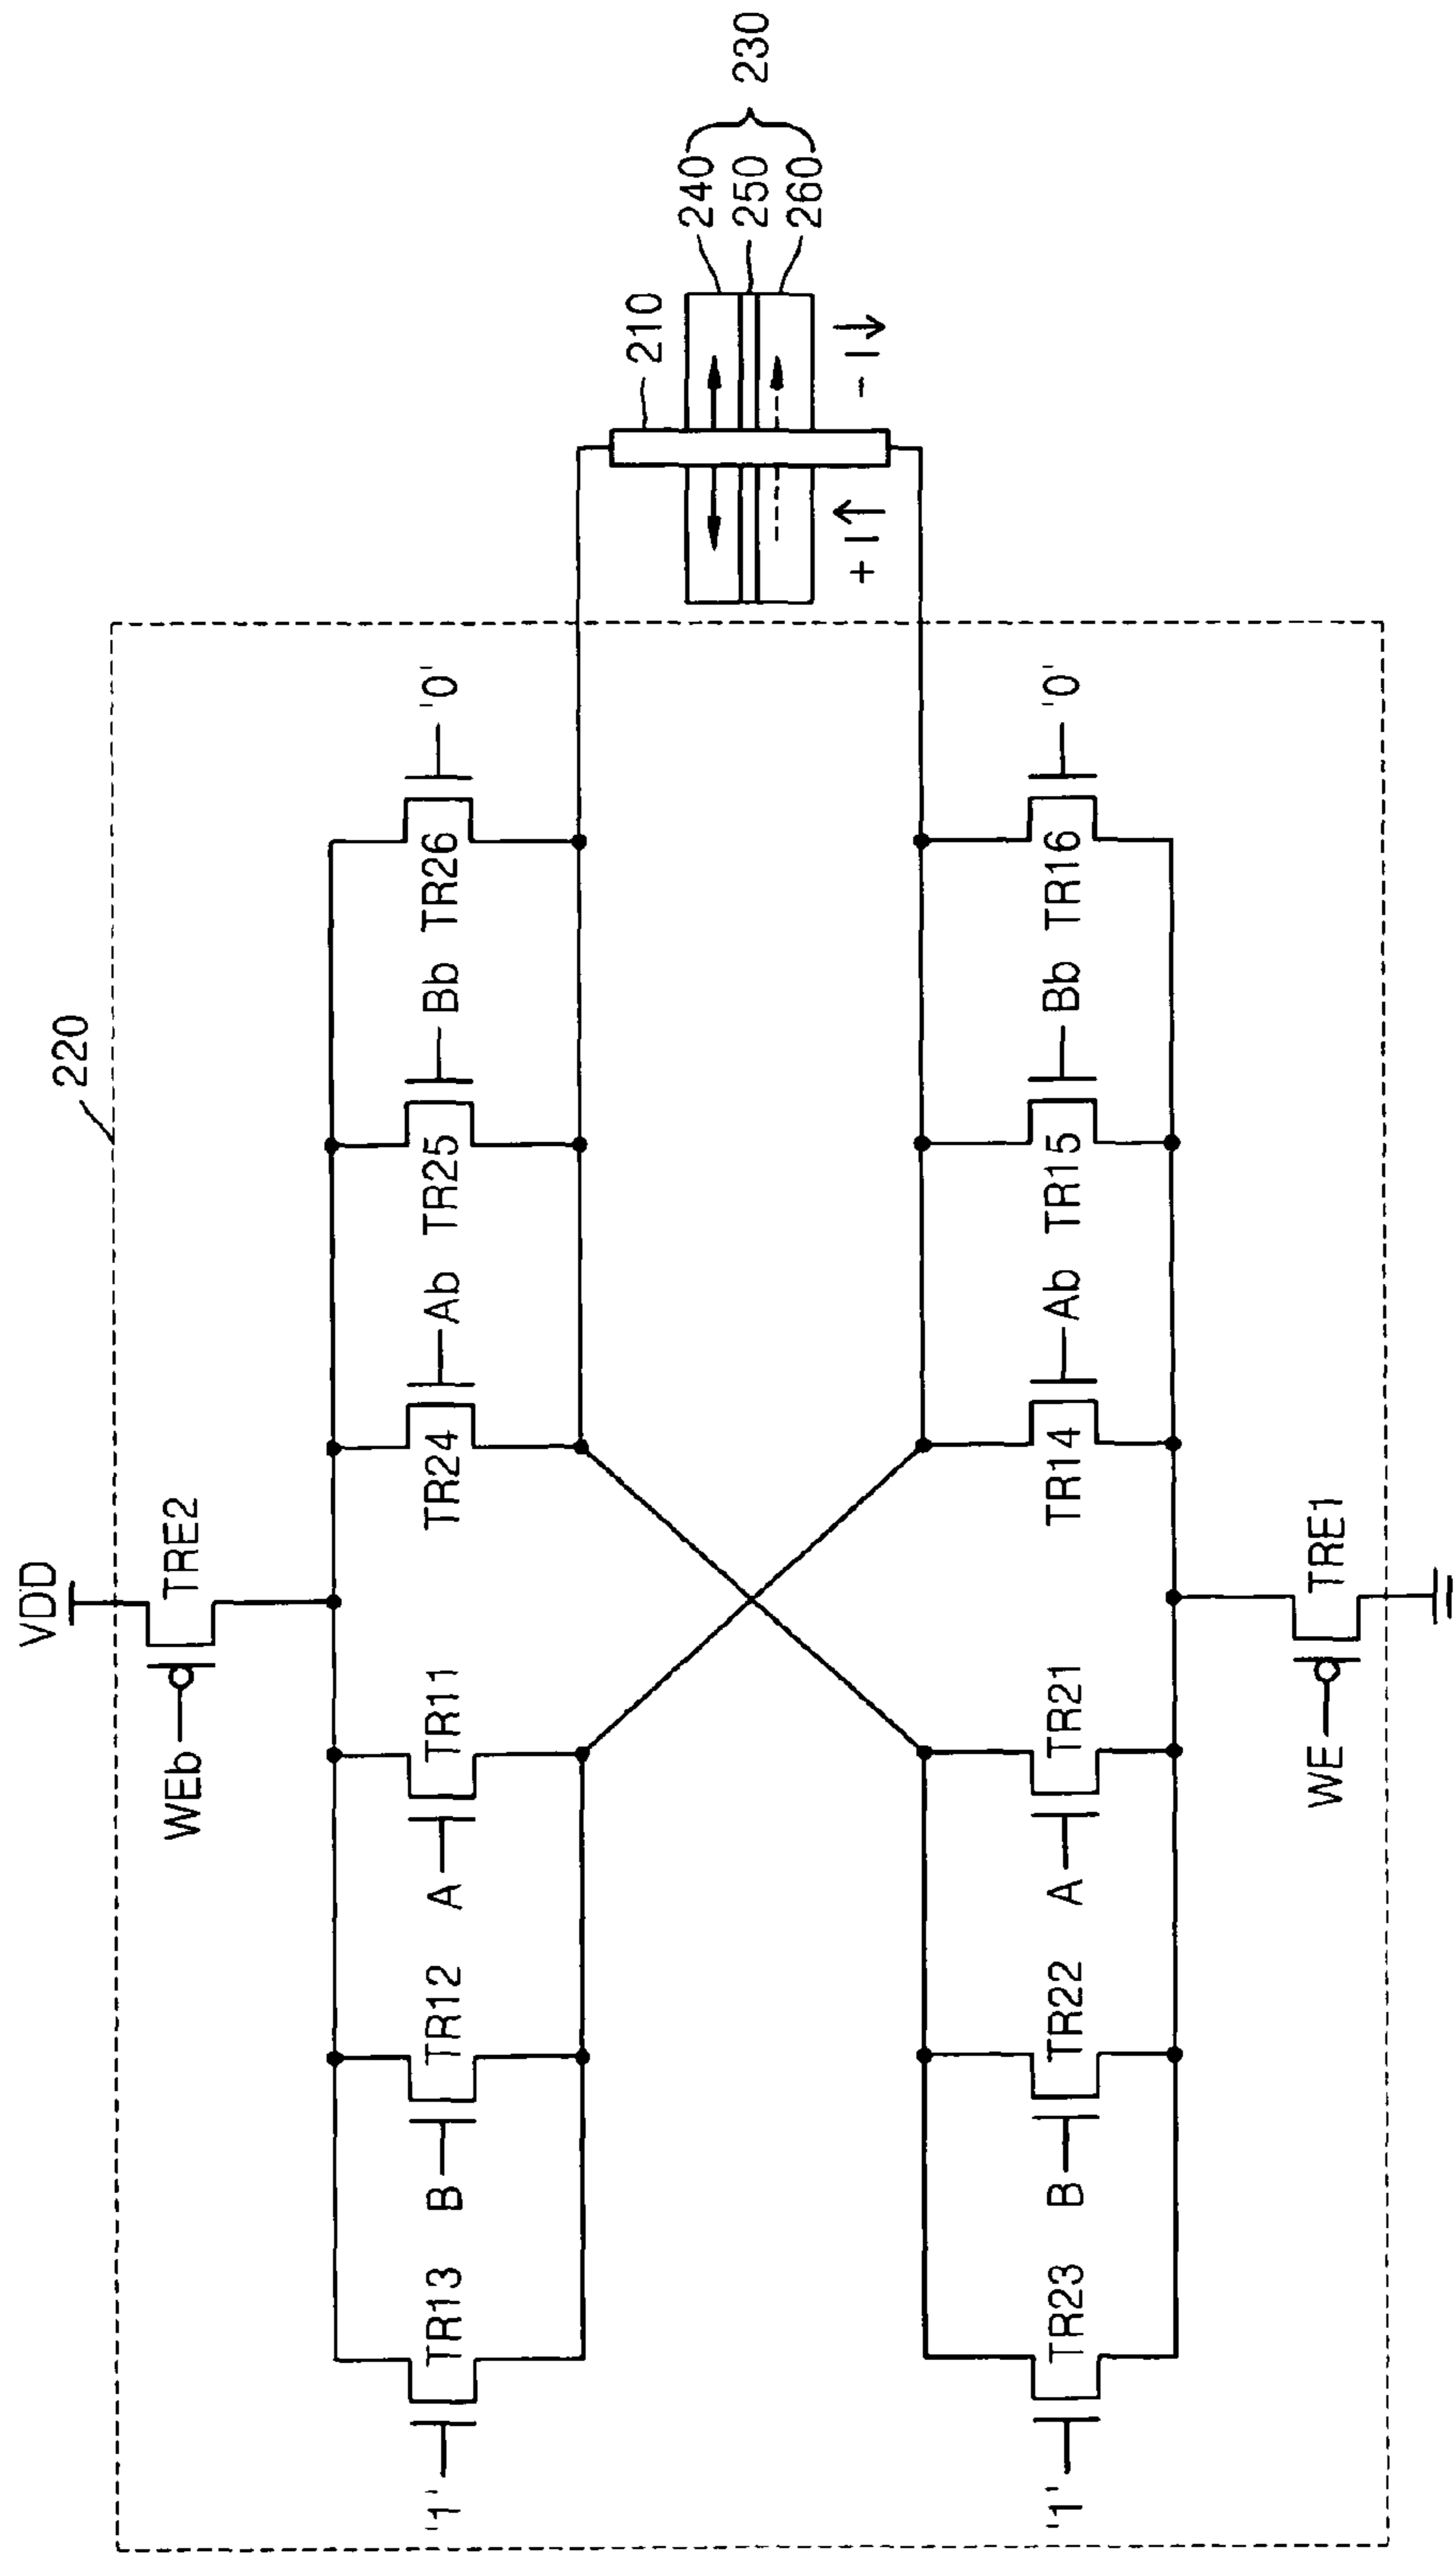 220
VDD
WEb
TRE2
'1'
TR13
B
TR12
A
TR11
TR24
Ab
TR25
Bb
TR26
'0'
210
240
250
260
230
+I
-I
'1'
TR23
B
TR22
A
TR21
TR14
Ab
TR15
Bb
TR16
'0'
WE
TRE1